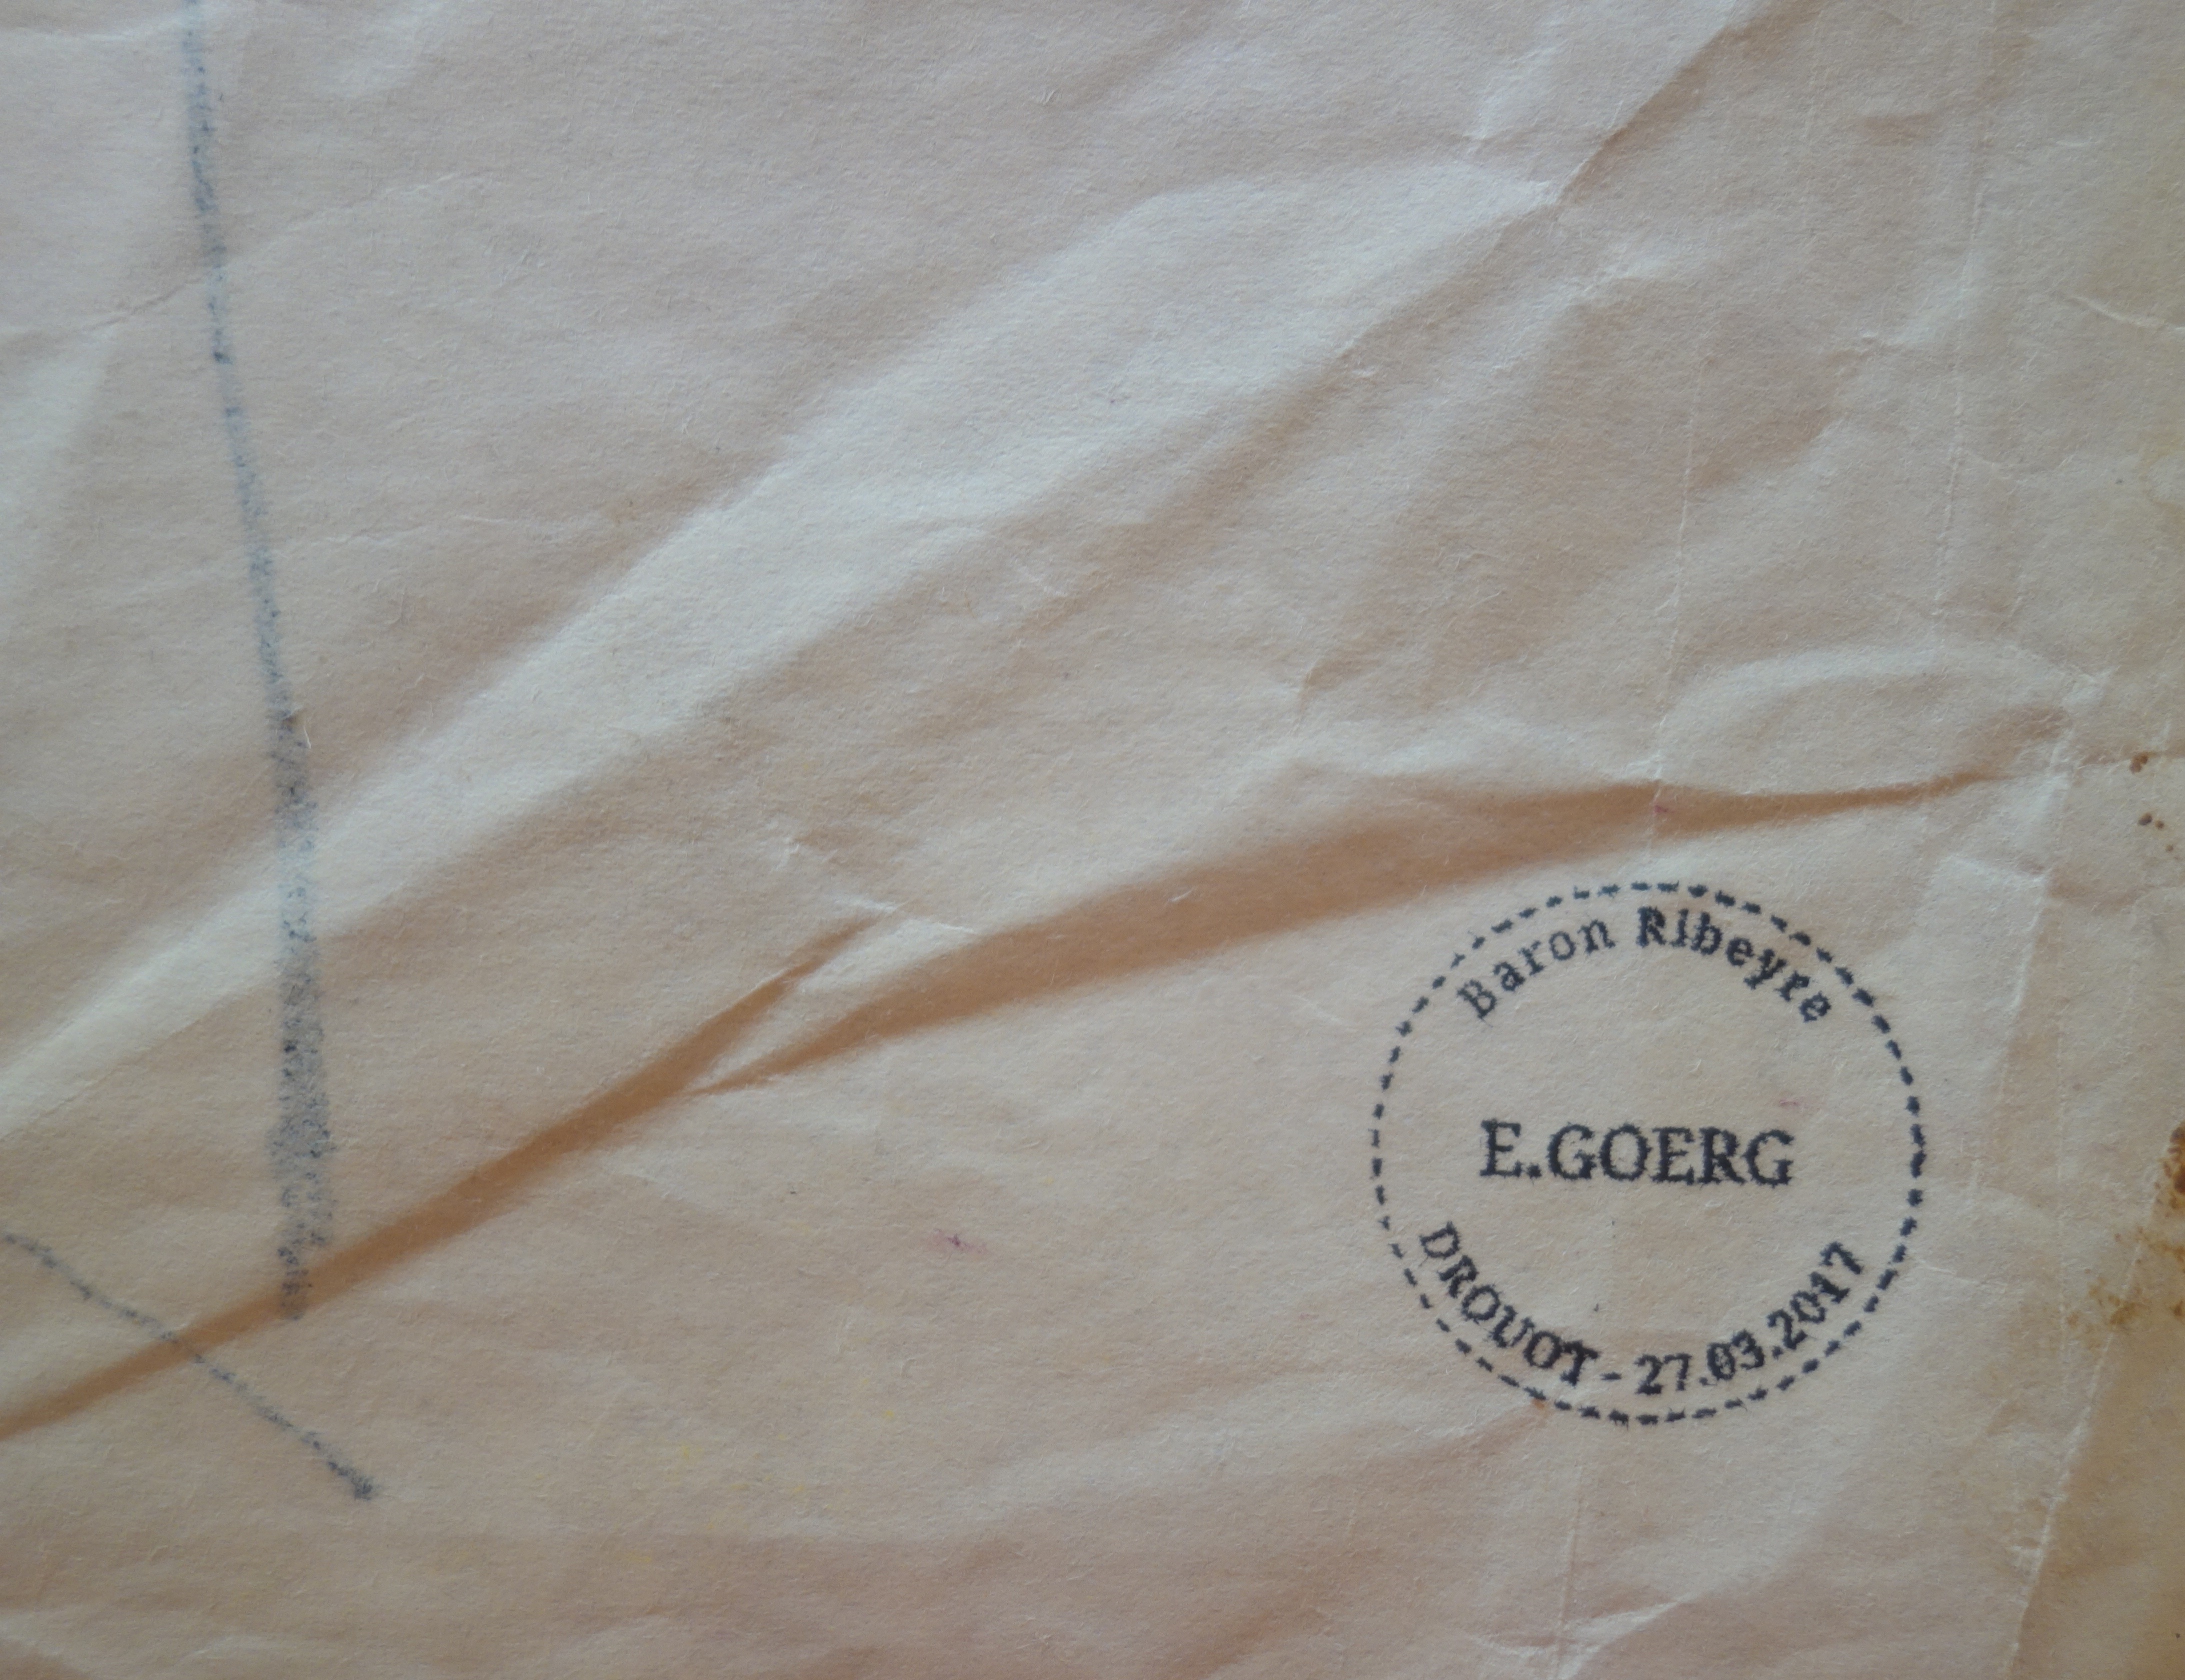 Baron Ribeyre
E.GOERG
DROUOT - 27.03.2017